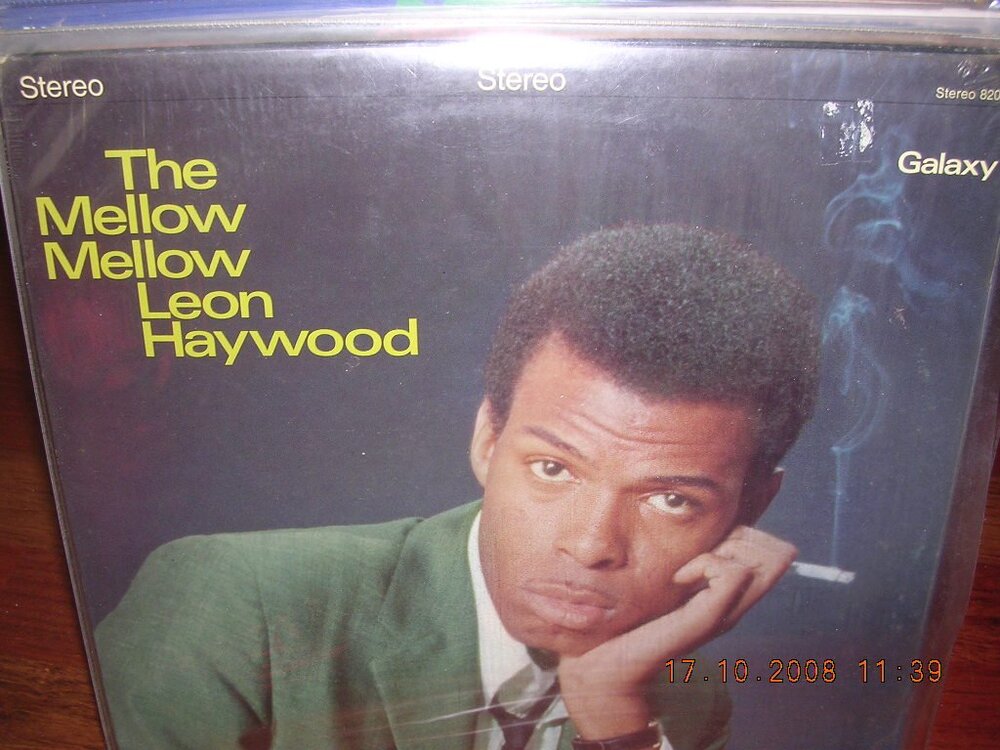 Stereo
Stereo
Stereo 820
Galaxy
The
Mellow
Mellow
Leon
Haywood
17.10.2008 11:39